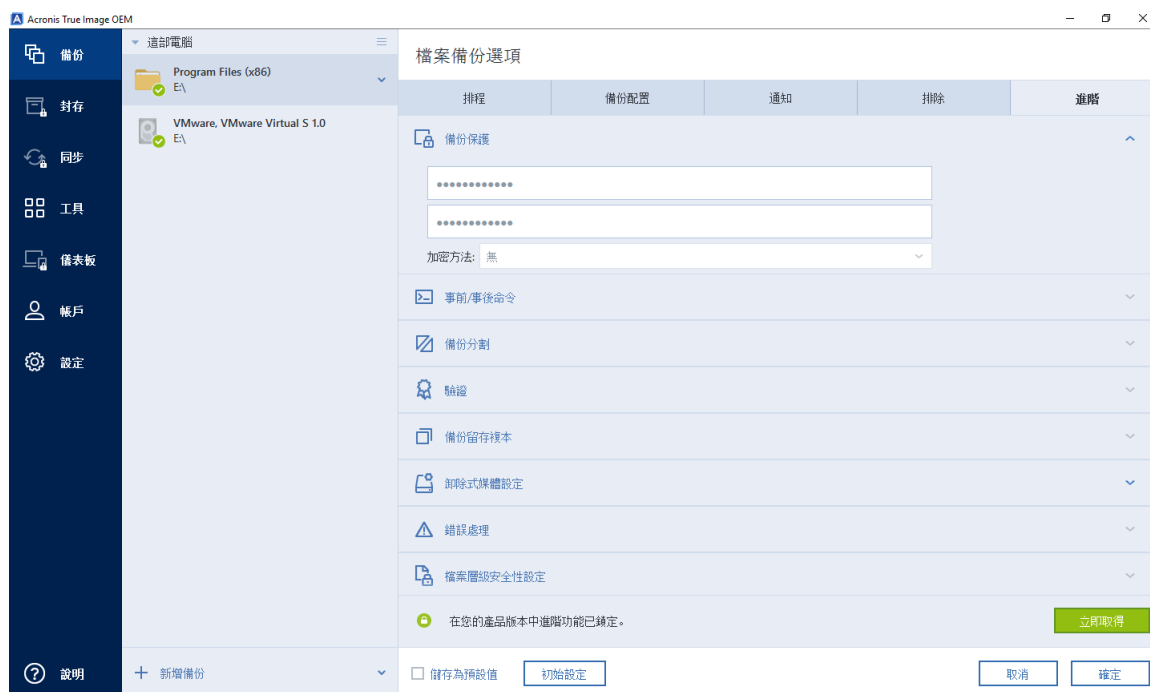 Acronis True Image OEM
備份
封存
同步
工具
儀表板
帳戶
設定
說明
這部電腦
Program Files (x86)
E:\
VMware, VMware Virtual S 1.0
E:\
新增備份
檔案備份選項
排程
備份配置
通知
排除
進階
備份保護
••••••••••••
••••••••••••
加密方法: 無
事前/事後命令
備份分割
驗證
備份留存複本
卸除式媒體設定
錯誤處理
檔案層級安全性設定
在您的產品版本中進階功能已鎖定。
立即取得
儲存為預設值
初始設定
取消
確定